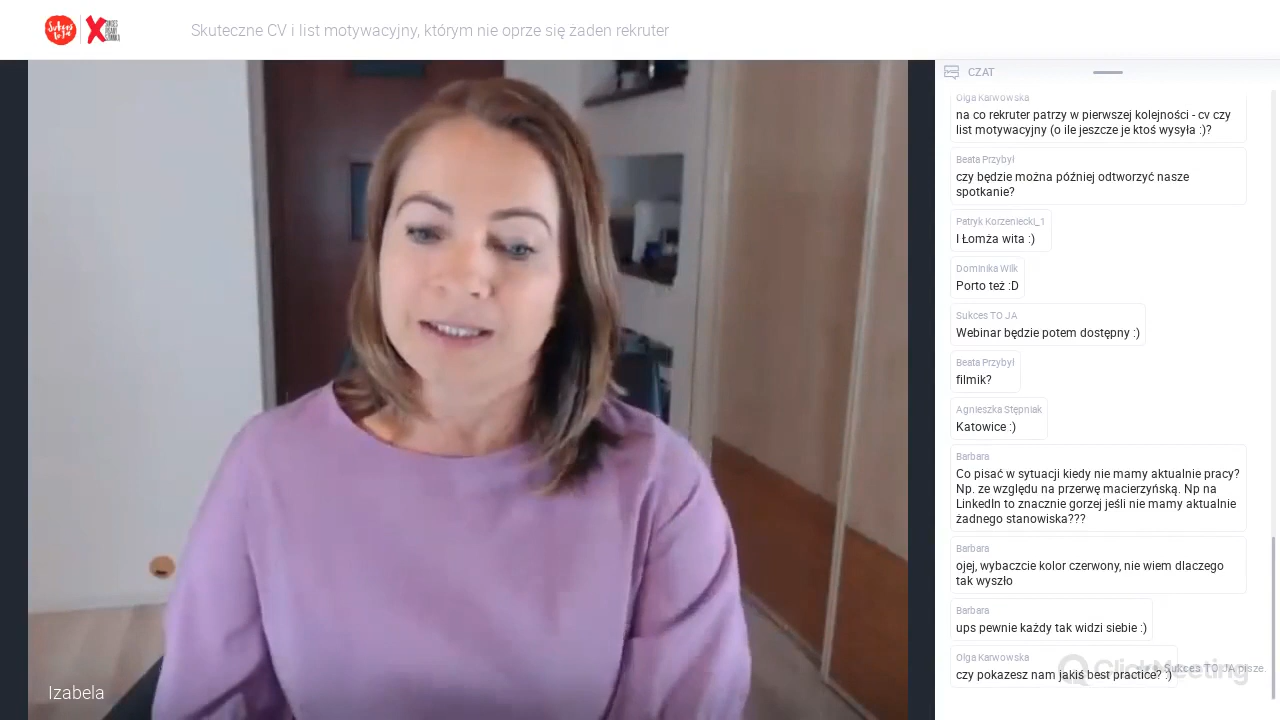 Sukces
to Ja
Skuteczne CV i list motywacyjny, którym nie oprze się żaden rekruter
CZAT
Olga Karwowska
na co rekruter patrzy w pierwszej kolejności - cv czy
list motywacyjny (o ile jeszcze je ktoś wysyła :)?
Beata Przybył
czy będzie można później odtworzyć nasze
spotkanie?
Patryk Korzeniecki_1
I Łomża wita :)
Dominika Wilk
Porto też :D
Sukces TO JA
Webinar będzie potem dostępny :)
Beata Przybył
filmik?
Agnieszka Stępniak
Katowice :)
Barbara
Co pisać w sytuacji kiedy nie mamy aktualnie pracy?
Np. ze względu na przerwę macierzyńską. Np na
LinkedIn to znacznie gorzej jeśli nie mamy aktualnie
żadnego stanowiska???
Barbara
ojej, wybaczcie kolor czerwony, nie wiem dlaczego
tak wyszło
Barbara
ups pewnie każdy tak widzi siebie :)
Olga Karwowska
czy pokazesz nam jakiś best practice? :)
Sukces TO JA pisze.
ClickMeeting
Izabela